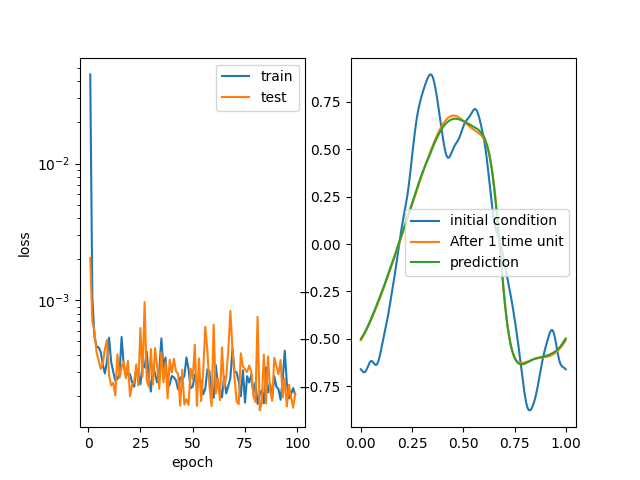 train
test
10⁻²
10⁻³
loss
0
25
50
75
100
epoch
0.75
0.50
0.25
0.00
−0.25
−0.50
−0.75
initial condition
After 1 time unit
prediction
0.00
0.25
0.50
0.75
1.00